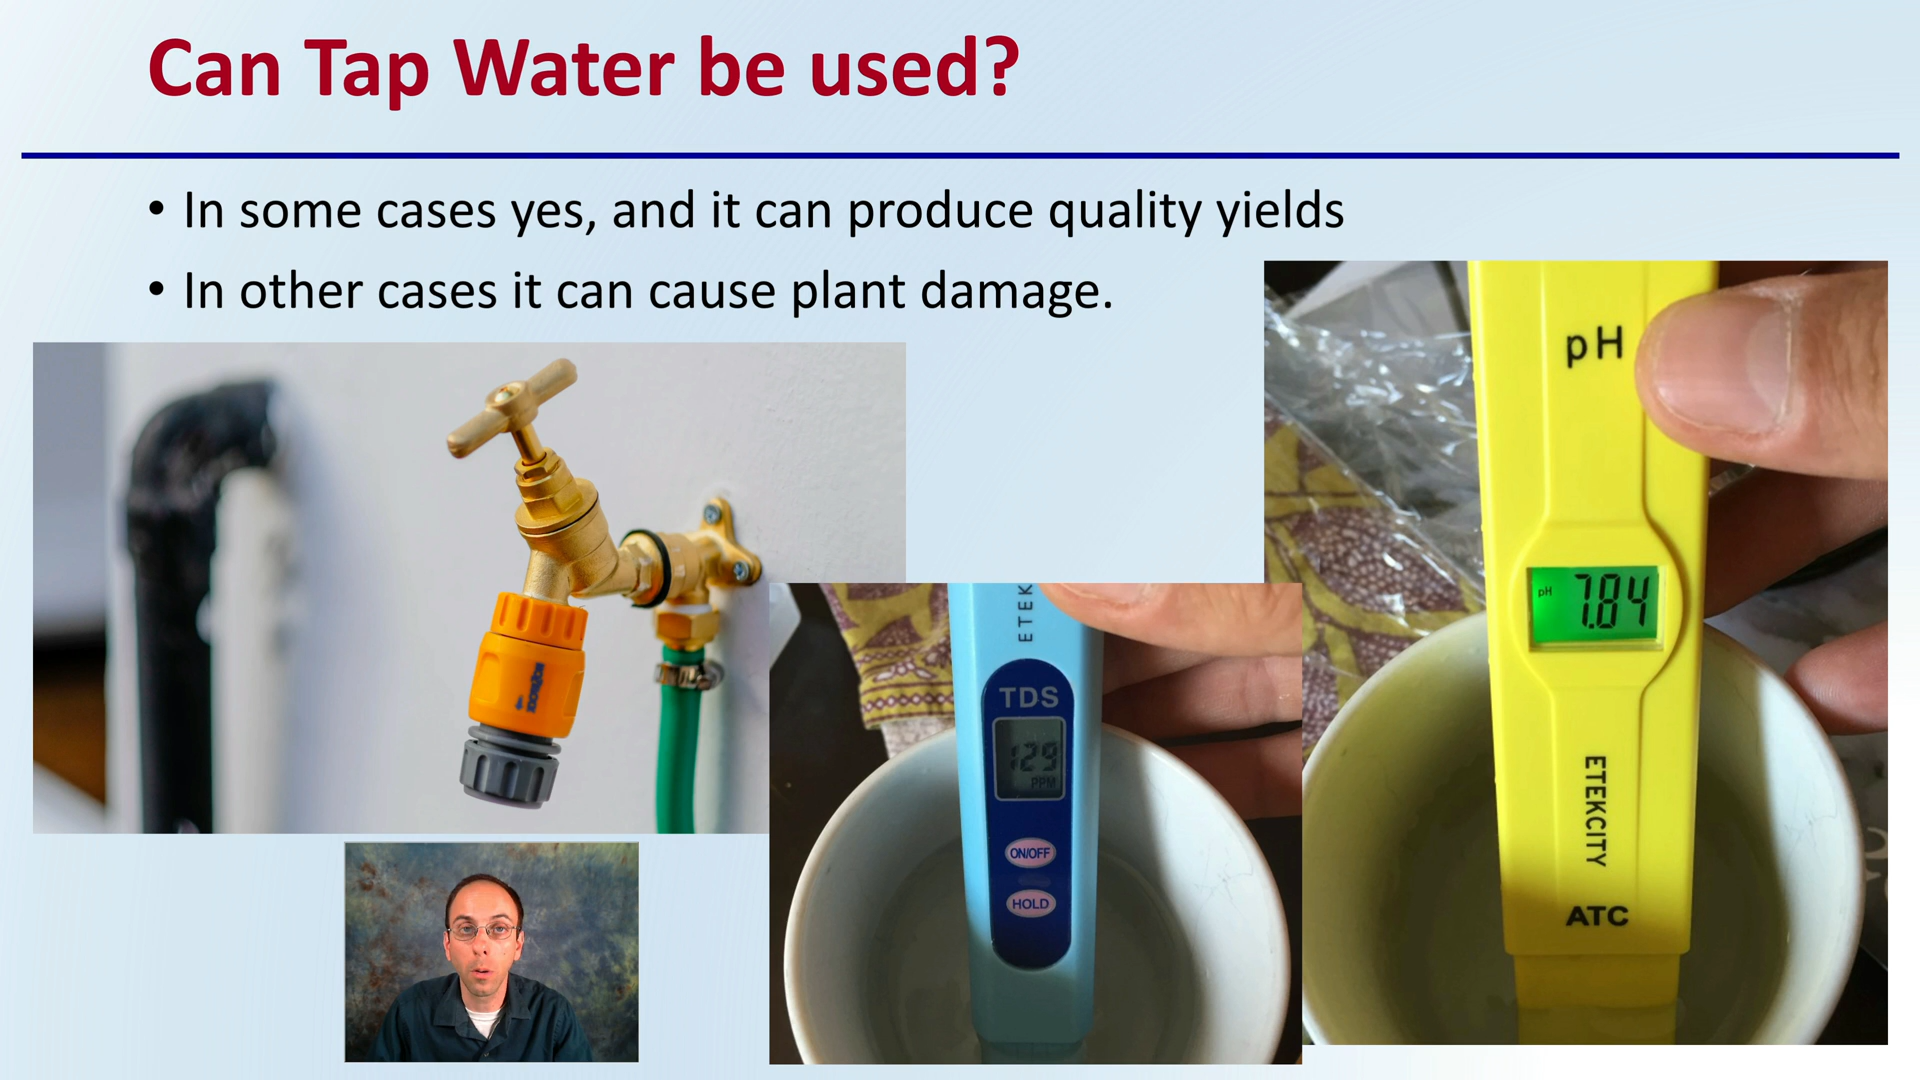 Can Tap Water be used?
• In some cases yes, and it can produce quality yields
• In other cases it can cause plant damage.
pH
pH 7.84
ETEKCITY
ATC
ETEK
TDS
129
PPM
ON/OFF
HOLD